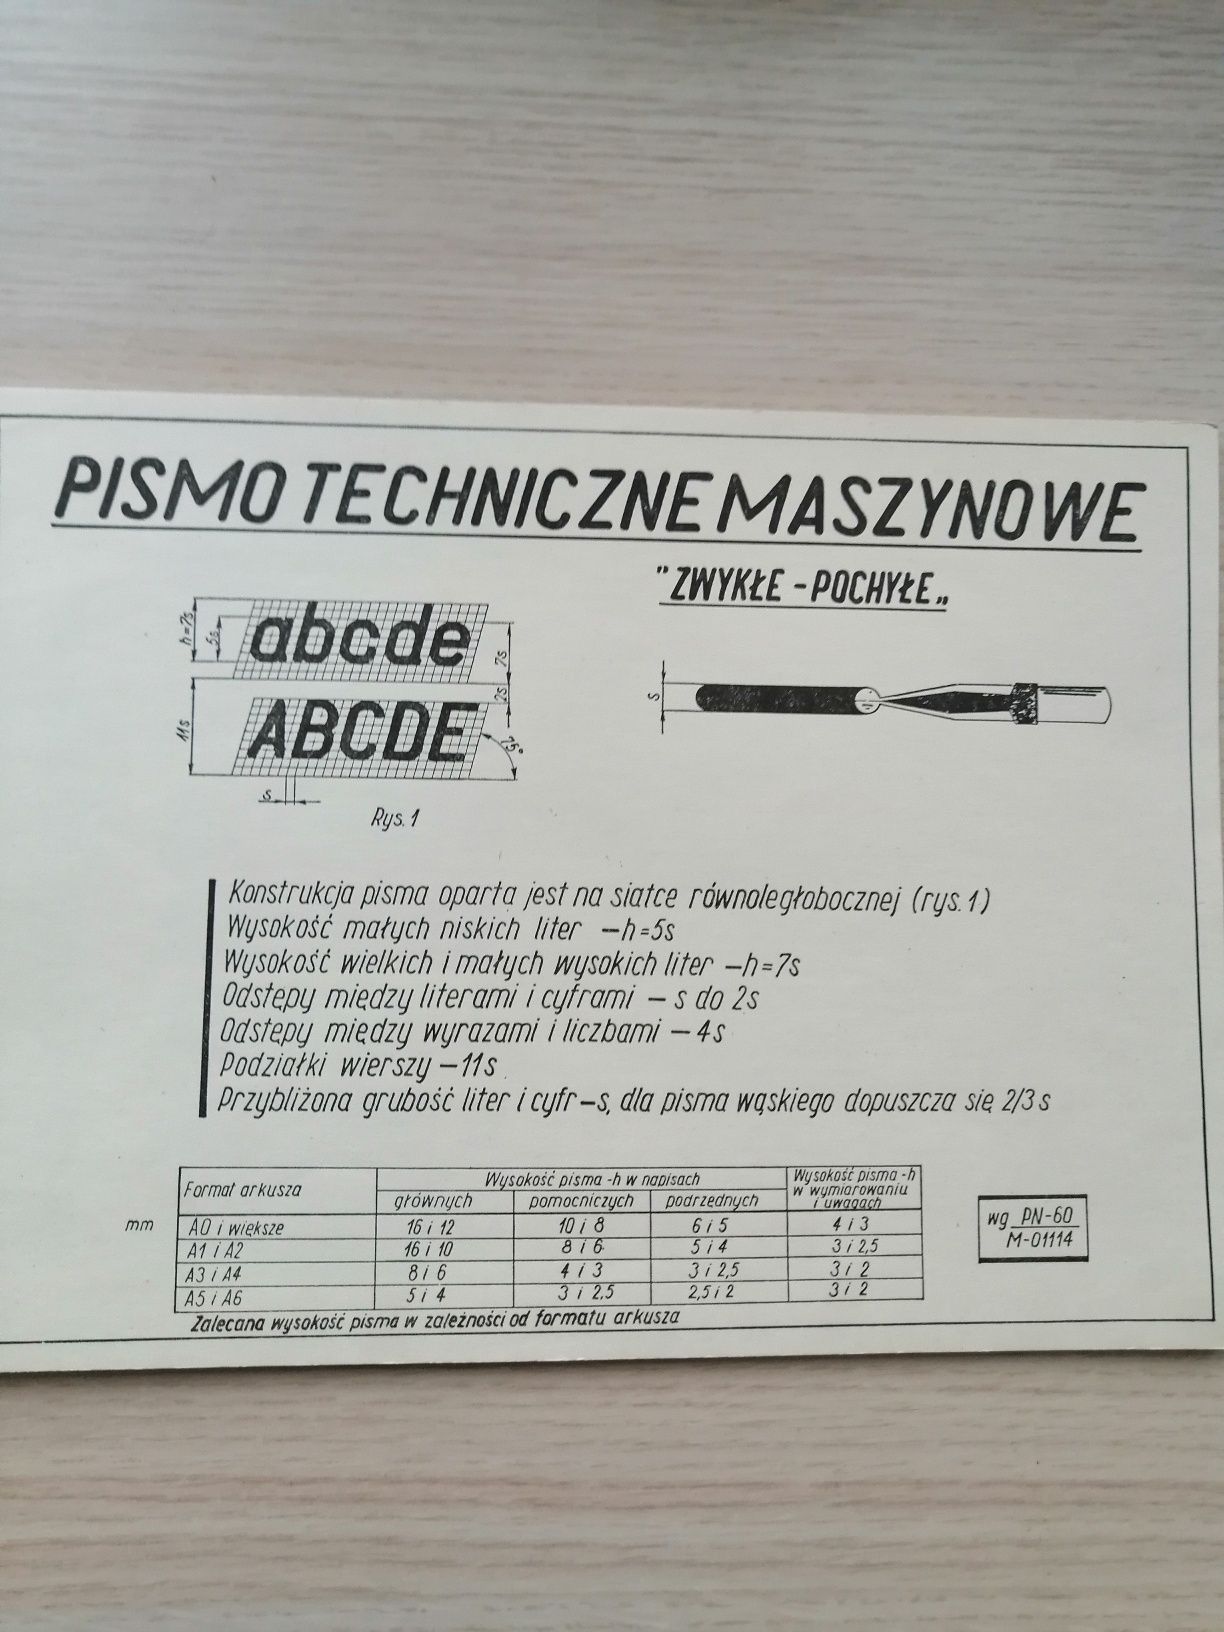 PISMO TECHNICZNE MASZYNOWE
"ZWYKŁE - POCHYŁE„
h=7s
5s
abcde
7s
2s
11s
ABCDE
75°
s
Rys. 1
s
Konstrukcja pisma oparta jest na siatce równoległobocznej (rys. 1)
Wysokość małych niskich liter — h=5s
Wysokość wielkich i małych wysokich liter — h=7s
Odstępy między literami i cyframi — s do 2s
Odstępy między wyrazami i liczbami — 4s
Podziałki wierszy — 11s
Przybliżona grubość liter i cyfr — s, dla pisma wąskiego dopuszcza się 2/3 s
mm
Format arkusza
Wysokość pisma -h w napisach
Wysokość pisma -h
w wymiarowaniu
i uwagach
głównych pomocniczych podrzędnych
A0 i większe 16 i 12 10 i 8 6 i 5 4 i 3
A1 i A2 16 i 10 8 i 6 5 i 4 3 i 2,5
A3 i A4 8 i 6 4 i 3 3 i 2,5 3 i 2
A5 i A6 5 i 4 3 i 2,5 2,5 i 2 3 i 2
Zalecana wysokość pisma w zależności od formatu arkusza
wg PN-60
M-01114